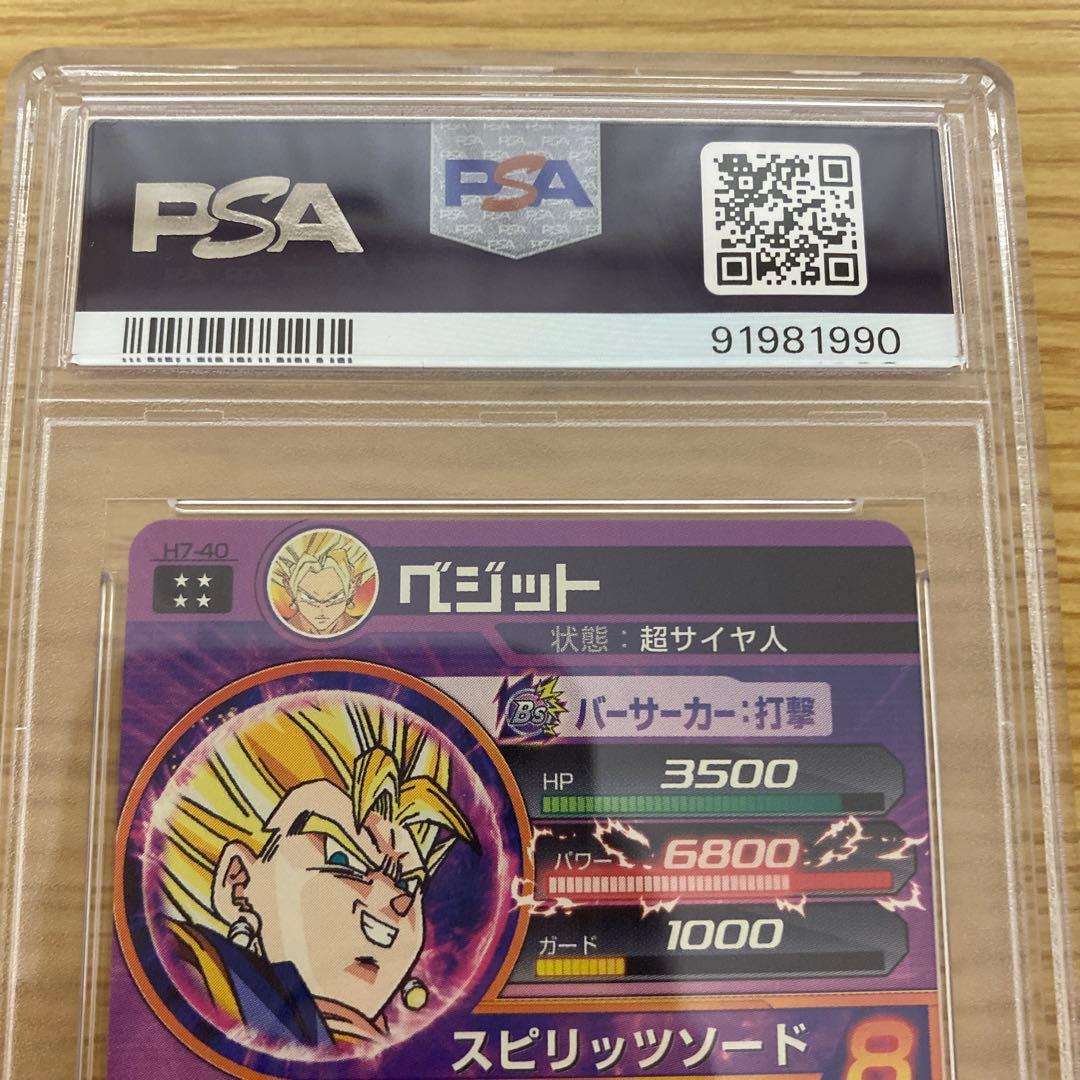 PSA PSA
91981990
H7-40
ベジット
状態：超サイヤ人
Bs バーサーカー：打撃
HP 3500
パワー 6800
ガード 1000
スピリッツソード 8